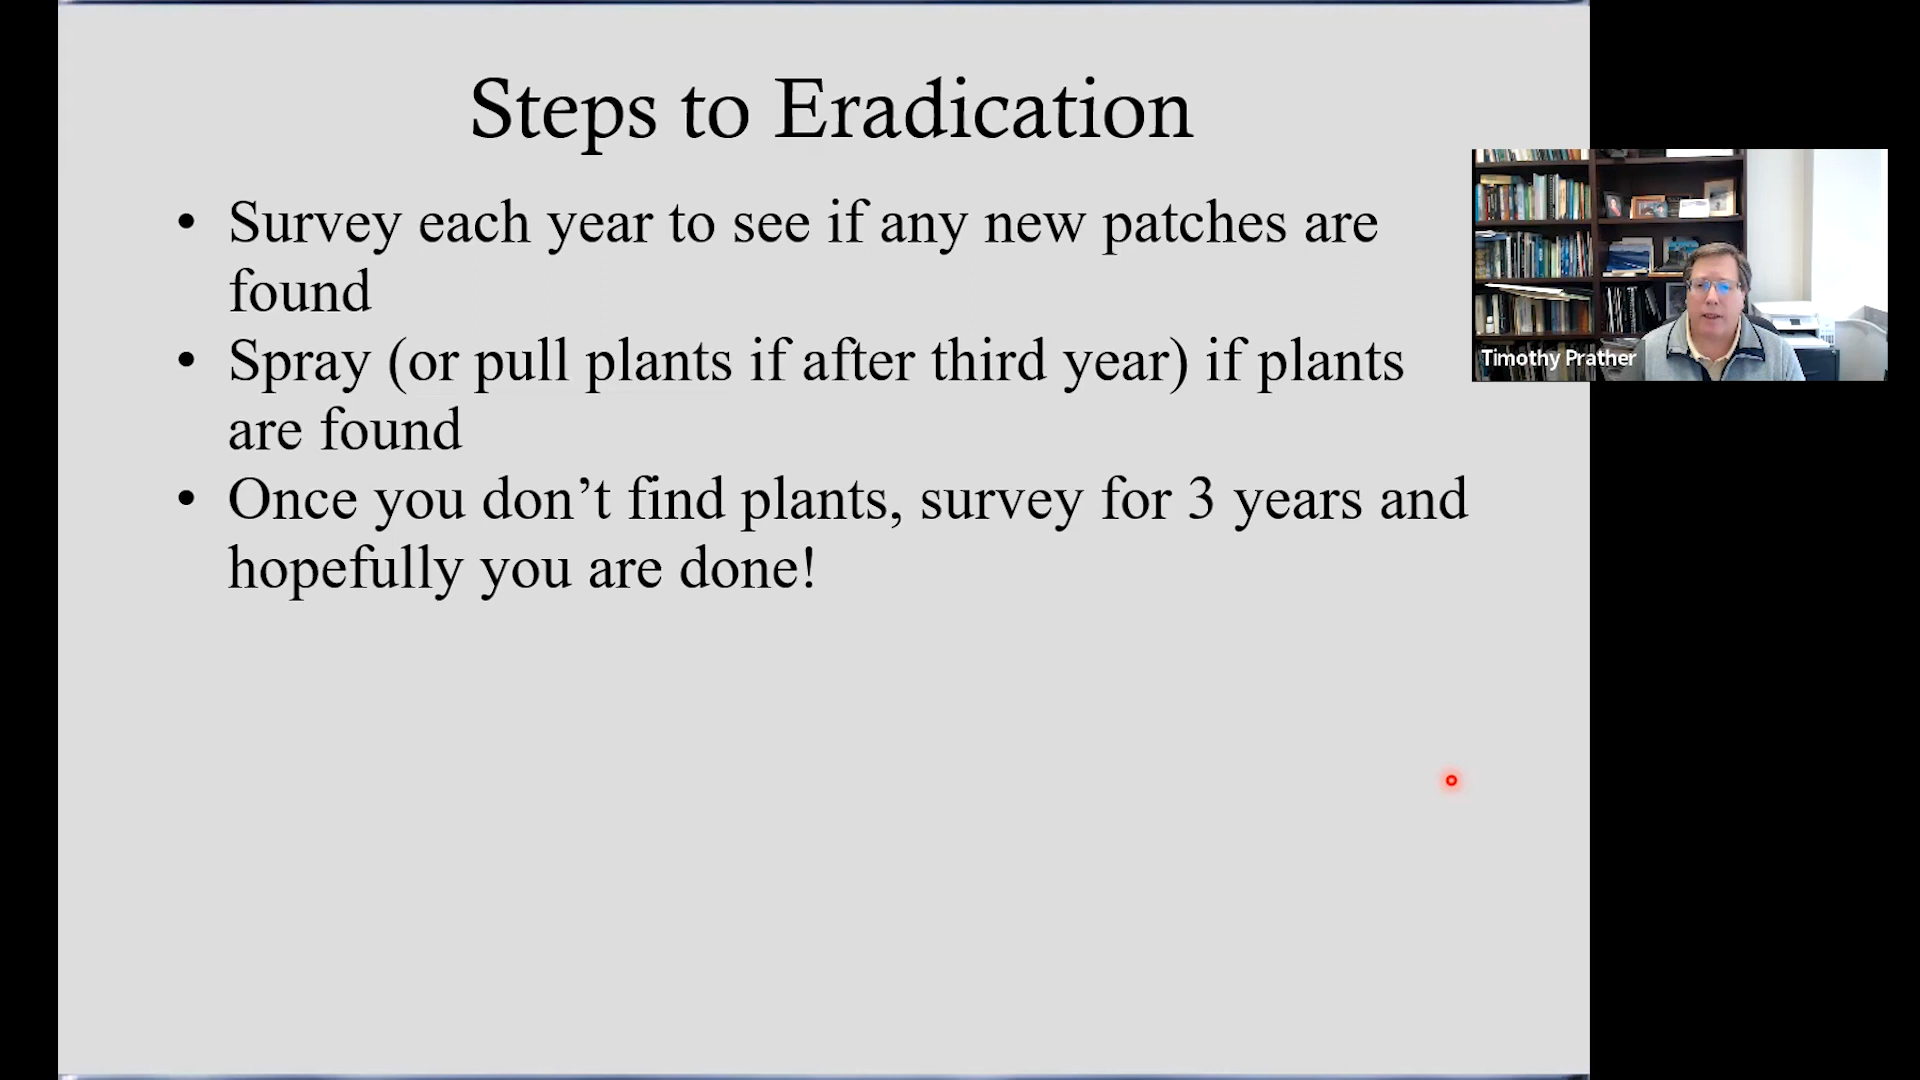 Steps to Eradication
• Survey each year to see if any new patches are
found
• Spray (or pull plants if after third year) if plants
are found
• Once you don’t find plants, survey for 3 years and
hopefully you are done!
Timothy Prather